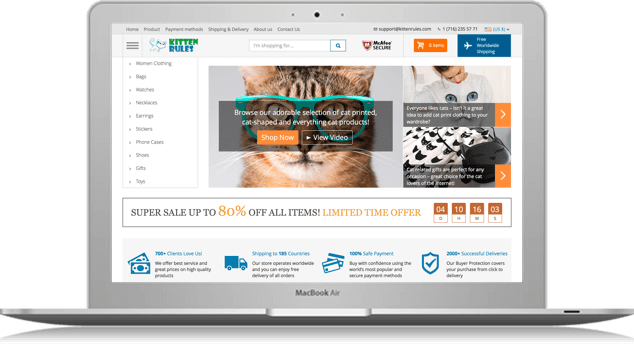 Home Product Payment methods Shipping & Delivery About us Contact Us
support@kittenrules.com 1 (716) 235 57 71 (US $)
KITTEN
RULES
I'm shopping for...
McAfee
SECURE
0 items
Free
Worldwide
Shipping
Women Clothing
Bags
Watches
Necklaces
Earrings
Stickers
Phone Cases
Shoes
Gifts
Toys
Browse our adorable selection of cat printed,
cat-shaped and everything cat products!
Shop Now
View Video
Everyone likes cats – isn't it a great
idea to add cat print clothing to your
wardrobe?
Cat related gifts are perfect for any
occasion – great choice for the cat
lovers of the Internet!
SUPER SALE UP TO 80% OFF ALL ITEMS! LIMITED TIME OFFER
04 10 16 03
D H M S
700+ Clients Love Us!
We offer best service and
great prices on high quality
products
Shipping to 185 Countries
Our store operates worldwide
and you can enjoy free
delivery of all orders
100% Safe Payment
Buy with confidence using the
world's most popular and
secure payment methods
2000+ Successful Deliveries
Our Buyer Protection covers
your purchase from click to
delivery
MacBook Air